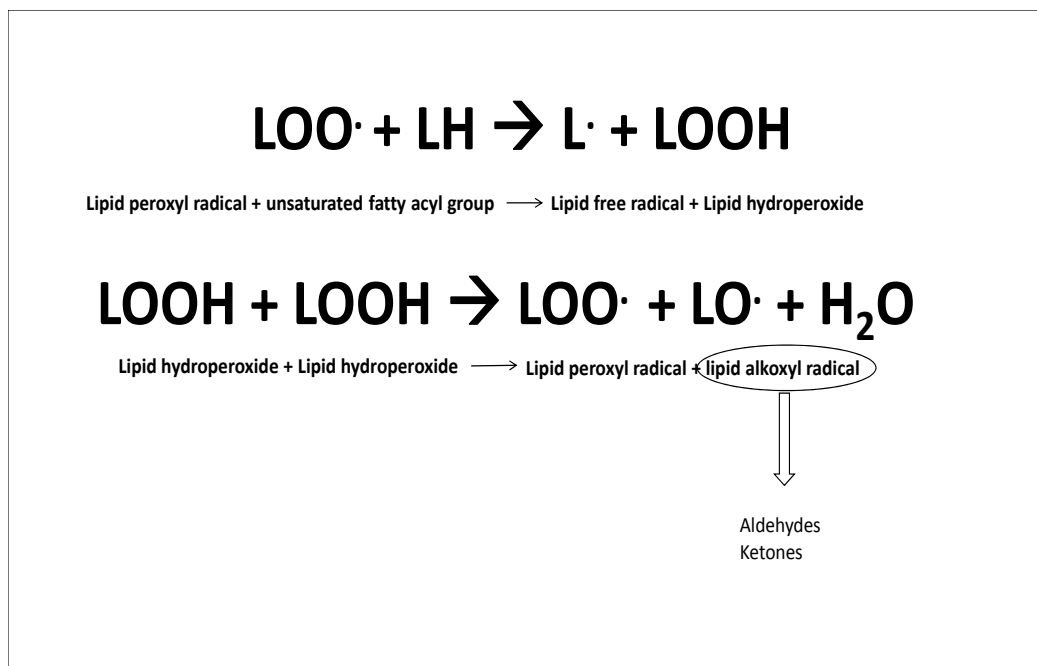 LOO· + LH → L· + LOOH
Lipid peroxyl radical + unsaturated fatty acyl group → Lipid free radical + Lipid hydroperoxide
LOOH + LOOH → LOO· + LO· + H₂O
Lipid hydroperoxide + Lipid hydroperoxide → Lipid peroxyl radical + lipid alkoxyl radical
Aldehydes
Ketones